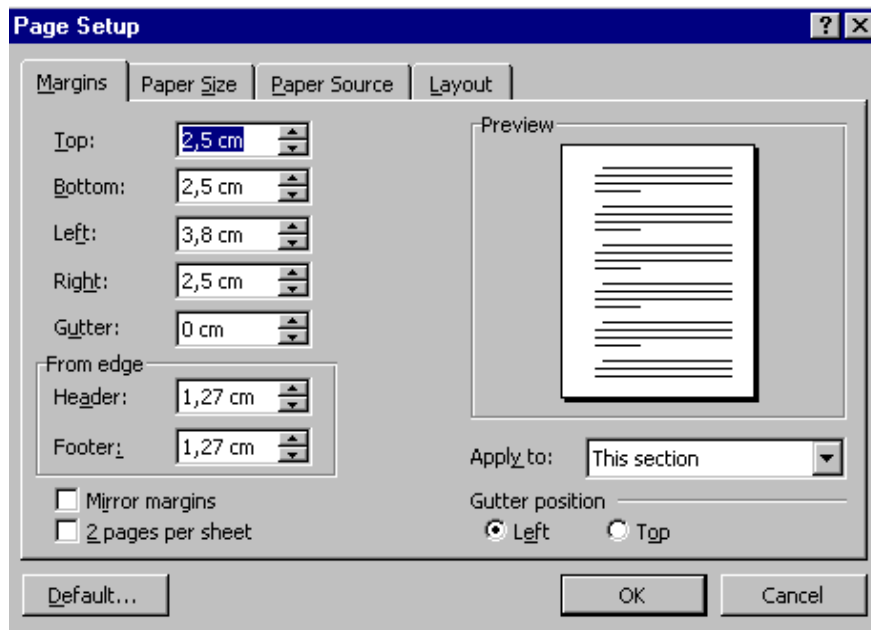 Page Setup
Margins Paper Size Paper Source Layout
Top: 2,5 cm
Bottom: 2,5 cm
Left: 3,8 cm
Right: 2,5 cm
Gutter: 0 cm
From edge
Header: 1,27 cm
Footer: 1,27 cm
Mirror margins
2 pages per sheet
Preview
Apply to: This section
Gutter position
Left Top
Default... OK Cancel